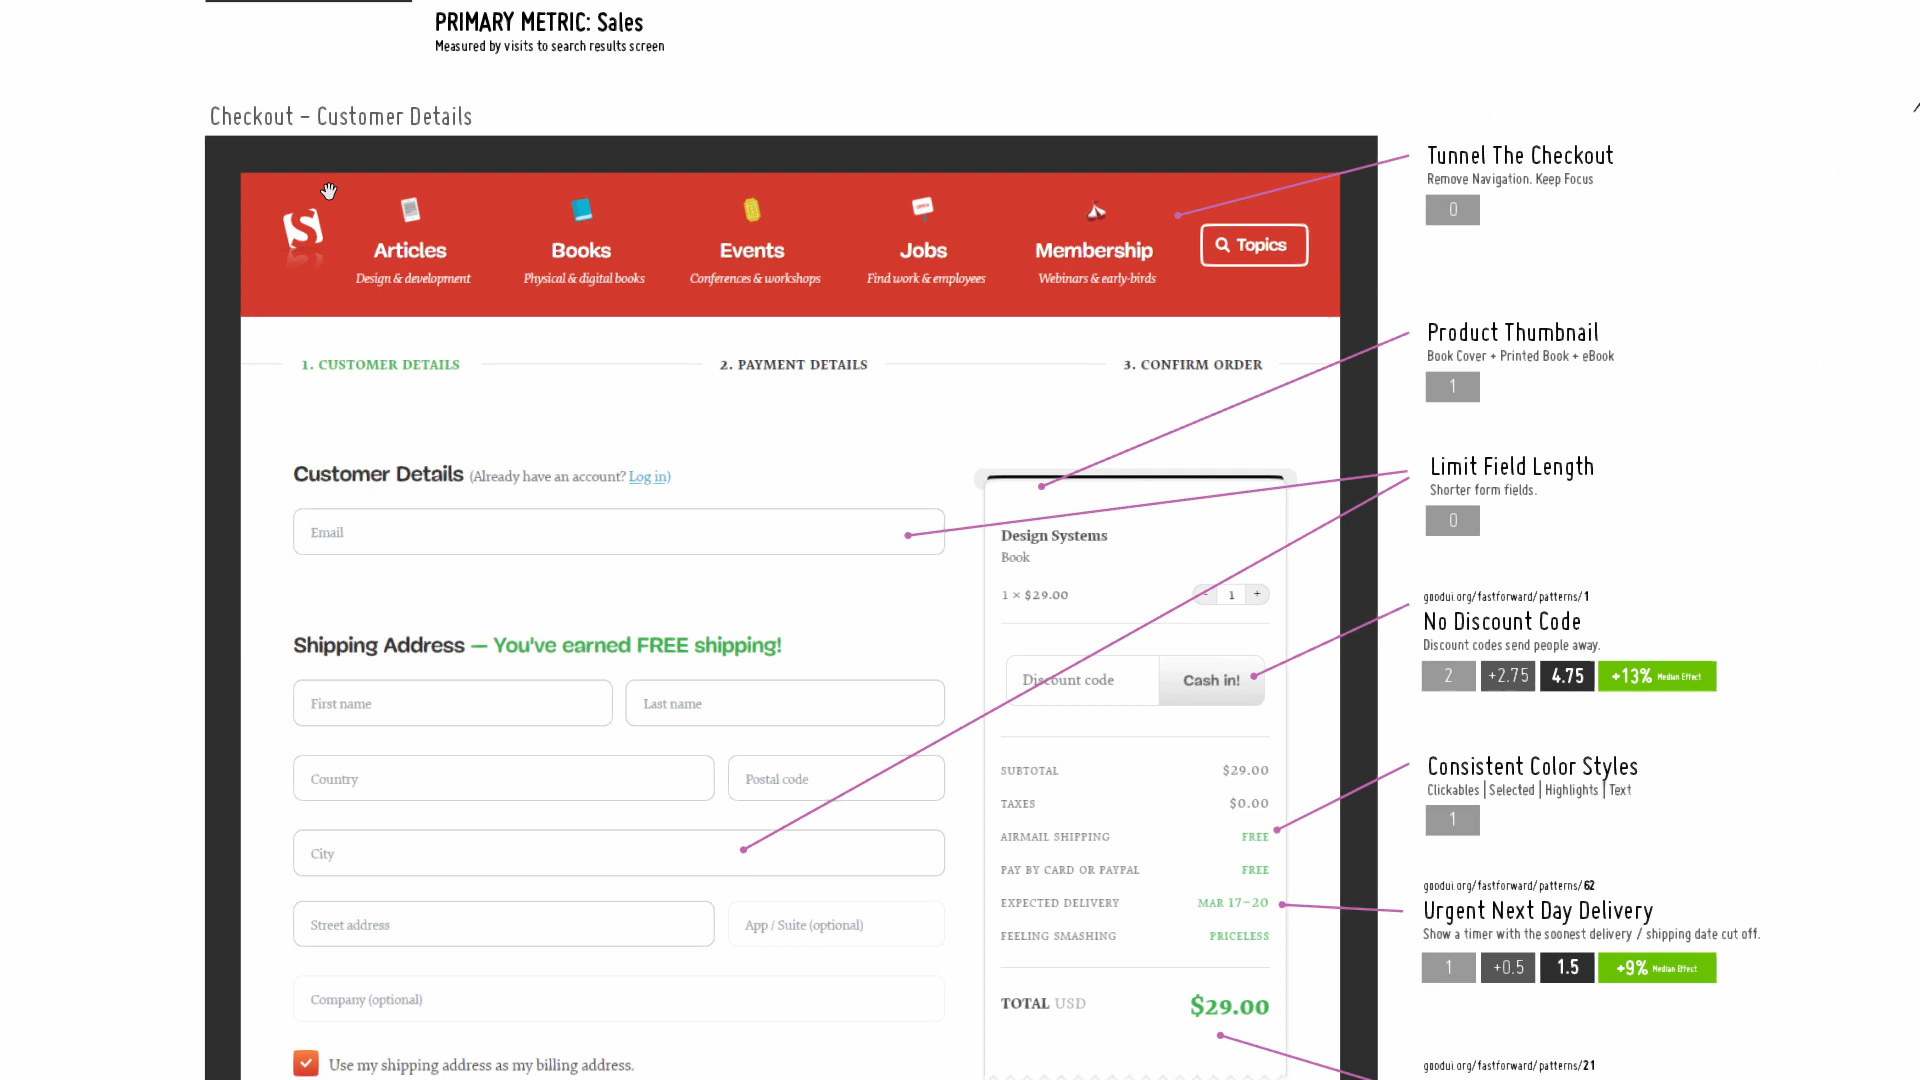 PRIMARY METRIC: Sales
Measured by visits to search results screen
Checkout - Customer Details
Articles
Design & development
Books
Physical & digital books
Events
Conferences & workshops
Jobs
Find work & employees
Membership
Webinars & early-birds
Topics
1. CUSTOMER DETAILS
2. PAYMENT DETAILS
3. CONFIRM ORDER
Customer Details (Already have an account? Log in)
Email
Shipping Address — You've earned FREE shipping!
First name
Last name
Country
Postal code
City
Street address
App / Suite (optional)
Company (optional)
Use my shipping address as my billing address.
Design Systems
Book
1 × $29.00
- 1 +
Discount code
Cash in!
SUBTOTAL $29.00
TAXES $0.00
AIRMAIL SHIPPING FREE
PAY BY CARD OR PAYPAL FREE
EXPECTED DELIVERY MAR 17–20
FEELING SMASHING PRICELESS
TOTAL USD $29.00
Tunnel The Checkout
Remove Navigation. Keep Focus
0
Product Thumbnail
Book Cover + Printed Book + eBook
1
Limit Field Length
Shorter form fields.
0
goodui.org/fastforward/patterns/1
No Discount Code
Discount codes send people away.
2 +2.75 4.75 +13% Median Effect
Consistent Color Styles
Clickables | Selected | Highlights | Text
1
goodui.org/fastforward/patterns/62
Urgent Next Day Delivery
Show a timer with the soonest delivery / shipping date cut off.
1 +0.5 1.5 +9% Median Effect
goodui.org/fastforward/patterns/21